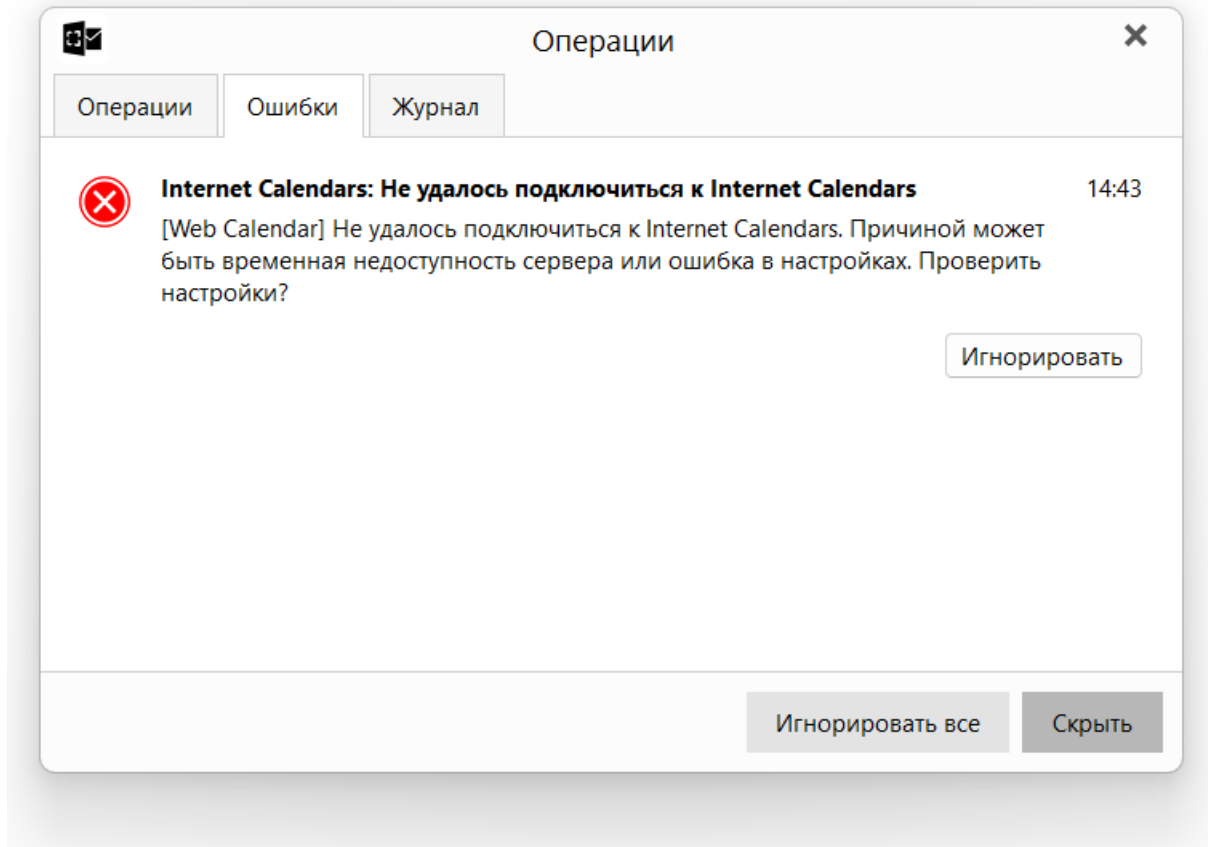 Операции
Операции
Ошибки
Журнал
Internet Calendars: Не удалось подключиться к Internet Calendars
14:43
[Web Calendar] Не удалось подключиться к Internet Calendars. Причиной может
быть временная недоступность сервера или ошибка в настройках. Проверить
настройки?
Игнорировать
Игнорировать все
Скрыть